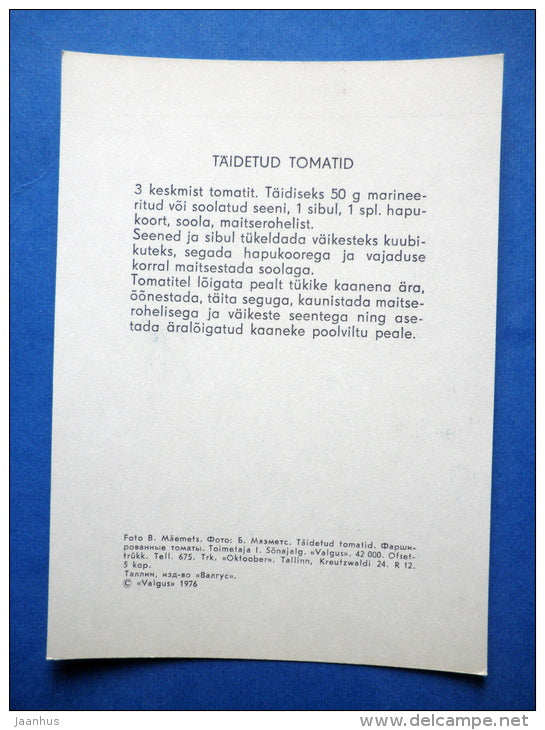 TÄIDETUD TOMATID
3 keskmist tomatit. Täidiseks 50 g marinee-
ritud või soolatud seeni, 1 sibul, 1 spl. hapu-
koort, soola, maitserohelist.
Seened ja sibul tükeldada väikesteks kuubi-
kuteks, segada hapukoorega ja vajaduse
korral maitsestada soolaga.
Tomatitel lõigata pealt tükike kaanena ära,
õõnestada, täita seguga, kaunistada maitse-
rohelisega ja väikeste seentega ning ase-
tada äralõigatud kaaneke poolviltu peale.
Foto B. Mäemets. Фото: Б. Мяэметс. Täidetud tomatid. Фарши-
рованные томаты. Toimetaja I. Sõnajalg. «Valgus». 42 000. Ofset-
trükk. Tell. 675. Trk. «Oktoober». Tallinn, Kreutzwaldi 24. R 12.
5 kop.
Таллин, изд-во «Валгус».
© «Valgus» 1976
jaanhus
www.delcampe.net